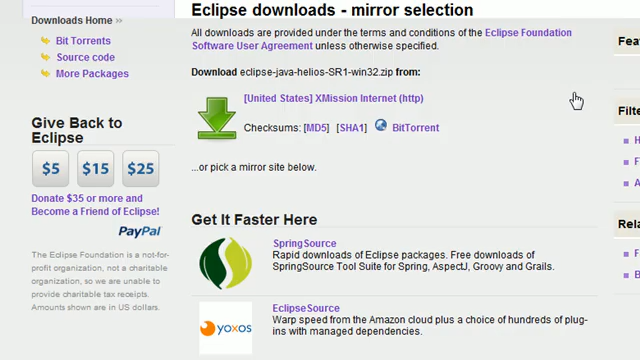 Downloads Home »
Bit Torrents
Source code
More Packages
Give Back to
Eclipse
$5 $15 $25
Donate $35 or more and
Become a Friend of Eclipse!
PayPal
The Eclipse Foundation is a not-for-
profit organization, not a charitable
organization, so we are unable to
provide charitable tax receipts.
Amounts shown are in US dollars.
Eclipse downloads - mirror selection
All downloads are provided under the terms and conditions of the Eclipse Foundation
Software User Agreement unless otherwise specified.
Download eclipse-java-helios-SR1-win32.zip from:
[United States] XMission Internet (http)
Checksums: [MD5] [SHA1] BitTorrent
...or pick a mirror site below.
Get It Faster Here
SpringSource
Rapid downloads of Eclipse packages. Free downloads of
SpringSource Tool Suite for Spring, AspectJ, Groovy and Grails.
yoxos
EclipseSource
Warp speed from the Amazon cloud plus a choice of hundreds of plug-
ins with managed dependencies.
Fea
Filte
H
F
A
Rela
F
B